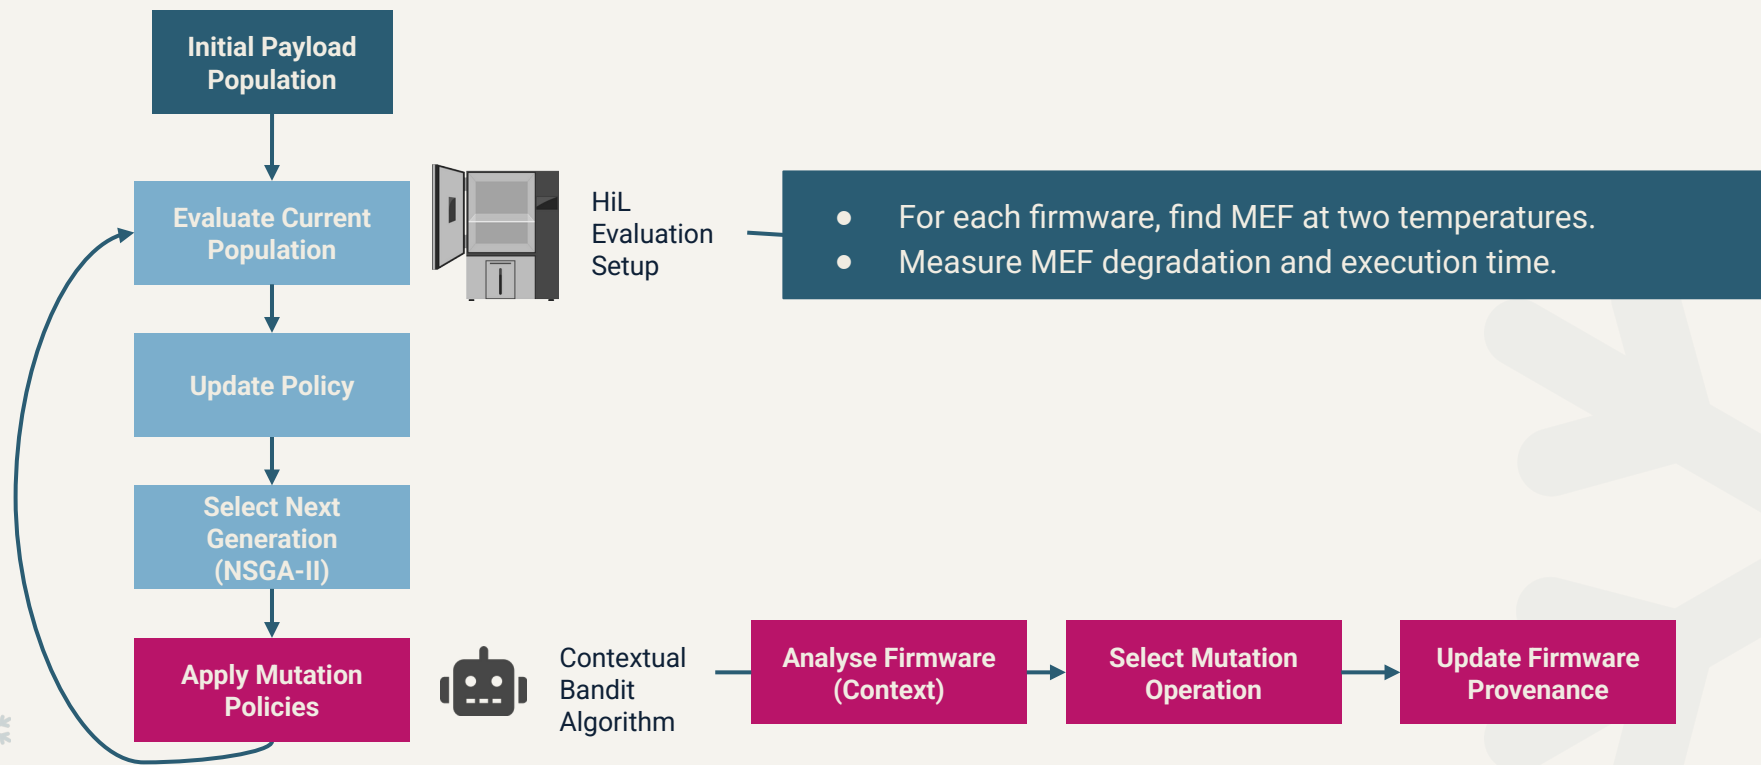 Initial Payload
Population
Evaluate Current
Population
HiL
Evaluation
Setup
● For each firmware, find MEF at two temperatures.
● Measure MEF degradation and execution time.
Update Policy
Select Next
Generation
(NSGA-II)
Apply Mutation
Policies
Contextual
Bandit
Algorithm
Analyse Firmware
(Context)
Select Mutation
Operation
Update Firmware
Provenance